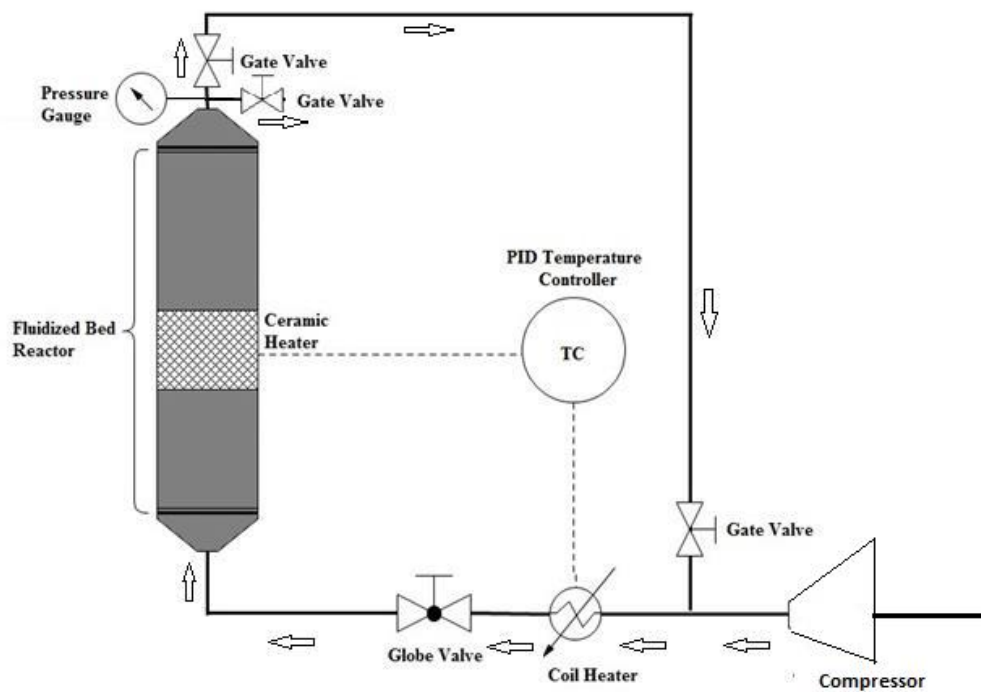 Gate Valve
Pressure
Gauge
Gate Valve
PID Temperature
Controller
Fluidized Bed
Reactor
Ceramic
Heater
TC
Gate Valve
Globe Valve
Coil Heater
Compressor